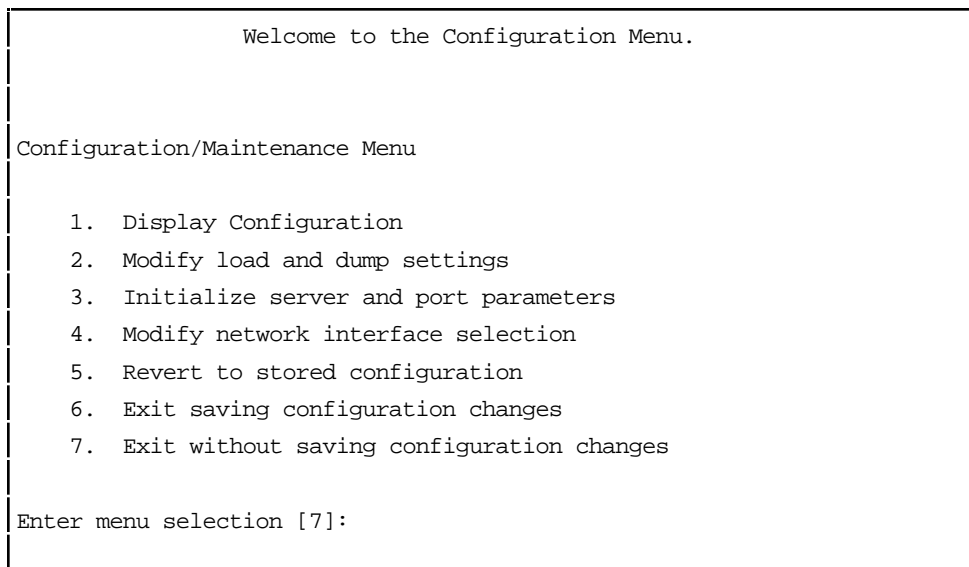 Welcome to the Configuration Menu.
Configuration/Maintenance Menu
1. Display Configuration
2. Modify load and dump settings
3. Initialize server and port parameters
4. Modify network interface selection
5. Revert to stored configuration
6. Exit saving configuration changes
7. Exit without saving configuration changes
Enter menu selection [7]: